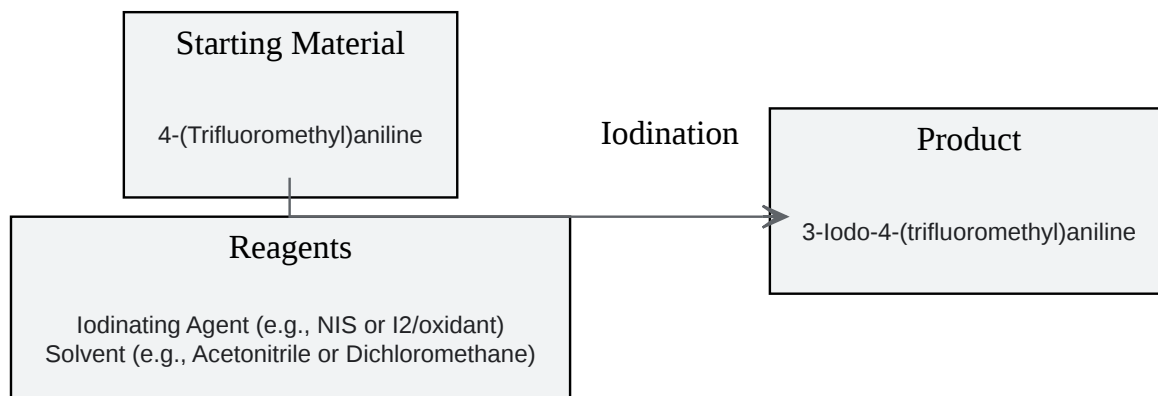 Starting Material
4-(Trifluoromethyl)aniline
Iodination
Product
3-Iodo-4-(trifluoromethyl)aniline
Reagents
Iodinating Agent (e.g., NIS or I2/oxidant)
Solvent (e.g., Acetonitrile or Dichloromethane)